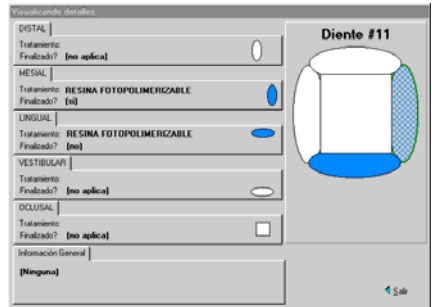 Visualizando detalles:
DISTAL
Tratamiento:
Finalizado? (no aplica)
MESIAL
Tratamiento: RESINA FOTOPOLIMERIZABLE
Finalizado? (si)
LINGUAL
Tratamiento: RESINA FOTOPOLIMERIZABLE
Finalizado? (no)
VESTIBULAR
Tratamiento:
Finalizado? (no aplica)
OCLUSAL
Tratamiento:
Finalizado? (no aplica)
Información General
(Ninguna)
Diente #11
Salir